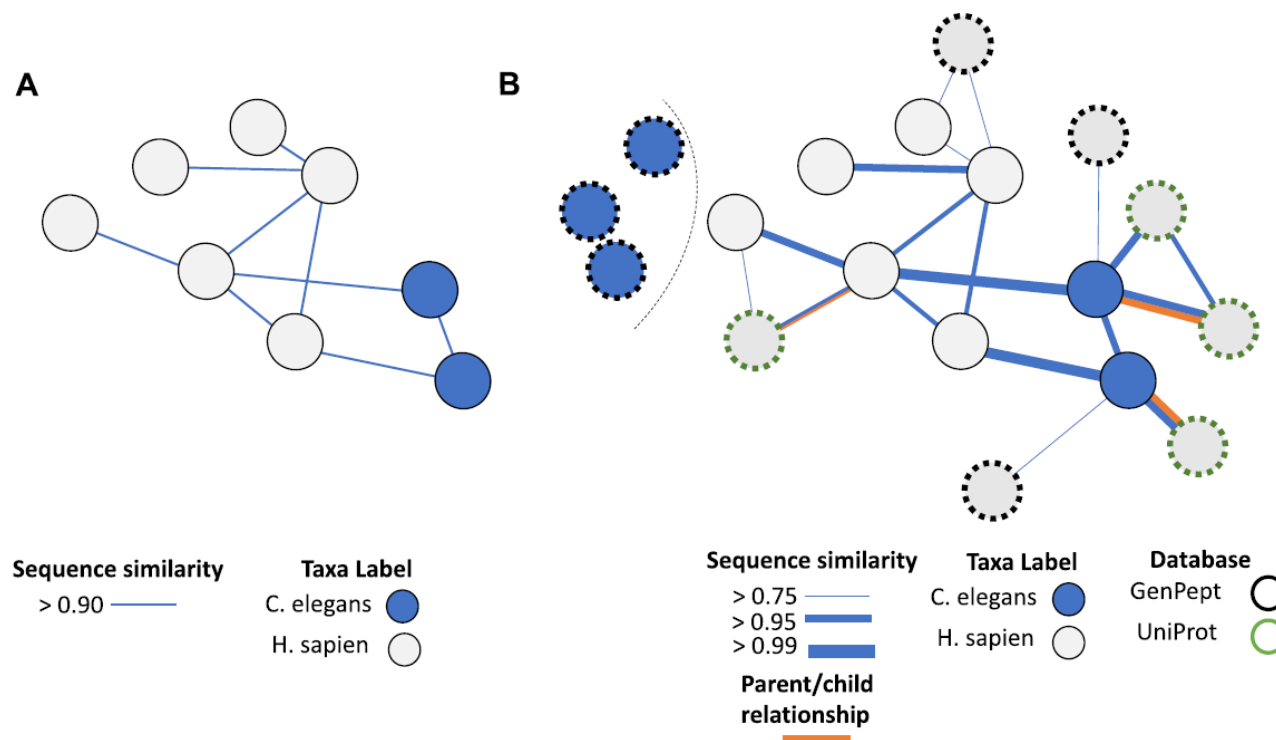 A
B
Sequence similarity
> 0.90
Taxa Label
C. elegans
H. sapien
Sequence similarity
> 0.75
> 0.95
> 0.99
Parent/child
relationship
Taxa Label
C. elegans
H. sapien
Database
GenPept
UniProt